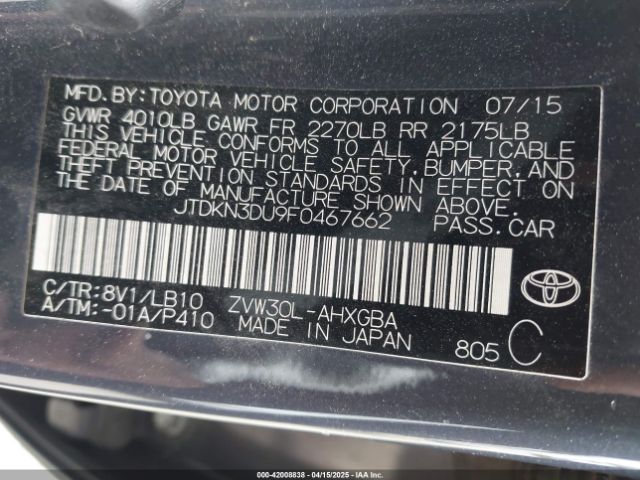 MFD. BY: TOYOTA MOTOR CORPORATION 07/15
GVWR 4010LB GAWR FR 2270LB RR 2175LB
THIS VEHICLE CONFORMS TO ALL APPLICABLE
FEDERAL MOTOR VEHICLE SAFETY, BUMPER, AND
THEFT PREVENTION STANDARDS IN EFFECT ON
THE DATE OF MANUFACTURE SHOWN ABOVE.
JTDKN3DU9F0467662 PASS. CAR
C/TR: 8V1/LB10 ZVW30L-AHXGBA
A/TM: -01A/P410 MADE IN JAPAN 805 C
000-42008838 04/15/2025 IAAI